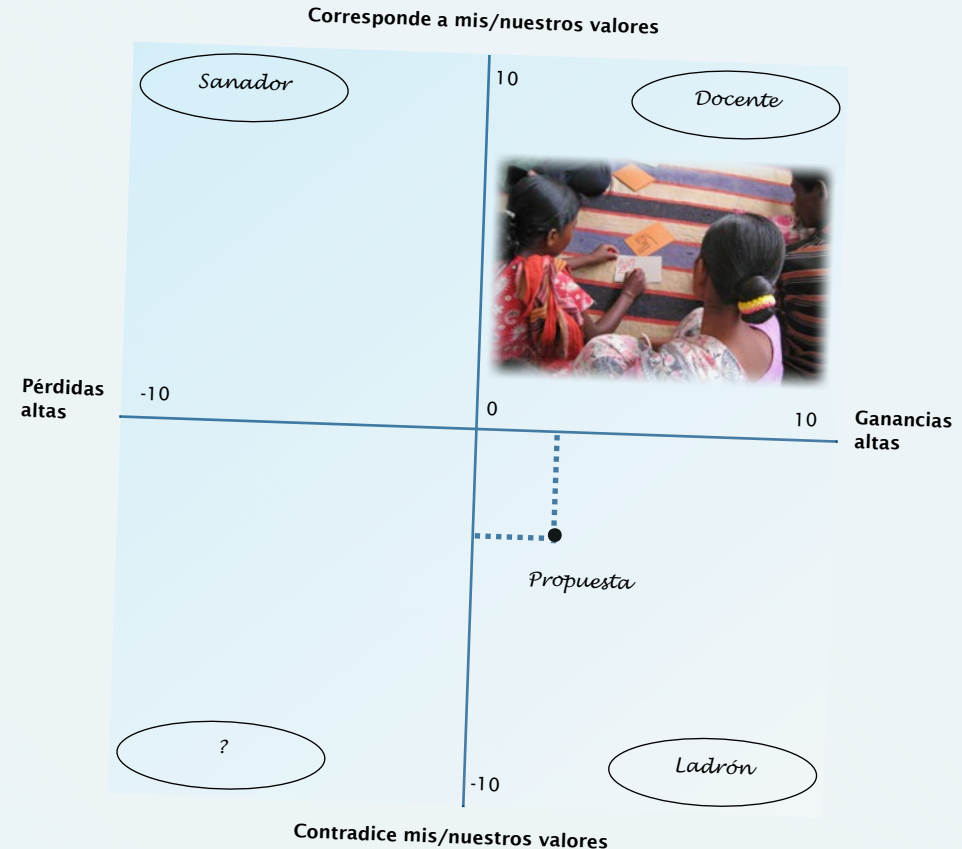 Corresponde a mis/nuestros valores
Sanador
10
Docente
Pérdidas
altas
-10
0
10
Ganancias
altas
Propuesta
?
Ladrón
-10
Contradice mis/nuestros valores